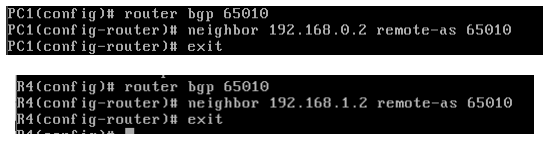 PC1(config)# router bgp 65010
PC1(config-router)# neighbor 192.168.0.2 remote-as 65010
PC1(config-router)# exit
R4(config)# router bgp 65010
R4(config-router)# neighbor 192.168.1.2 remote-as 65010
R4(config-router)# exit
R4(config)#